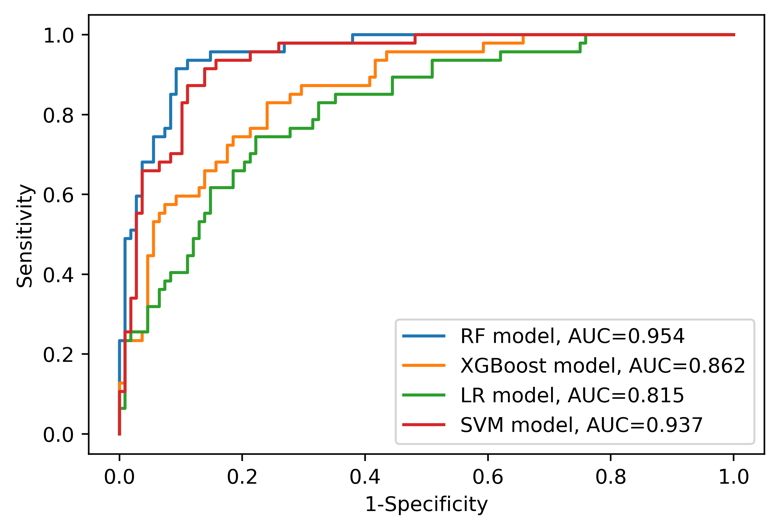 1.0
0.8
0.6
0.4
0.2
0.0
Sensitivity
0.0 0.2 0.4 0.6 0.8 1.0
1-Specificity
RF model, AUC=0.954
XGBoost model, AUC=0.862
LR model, AUC=0.815
SVM model, AUC=0.937